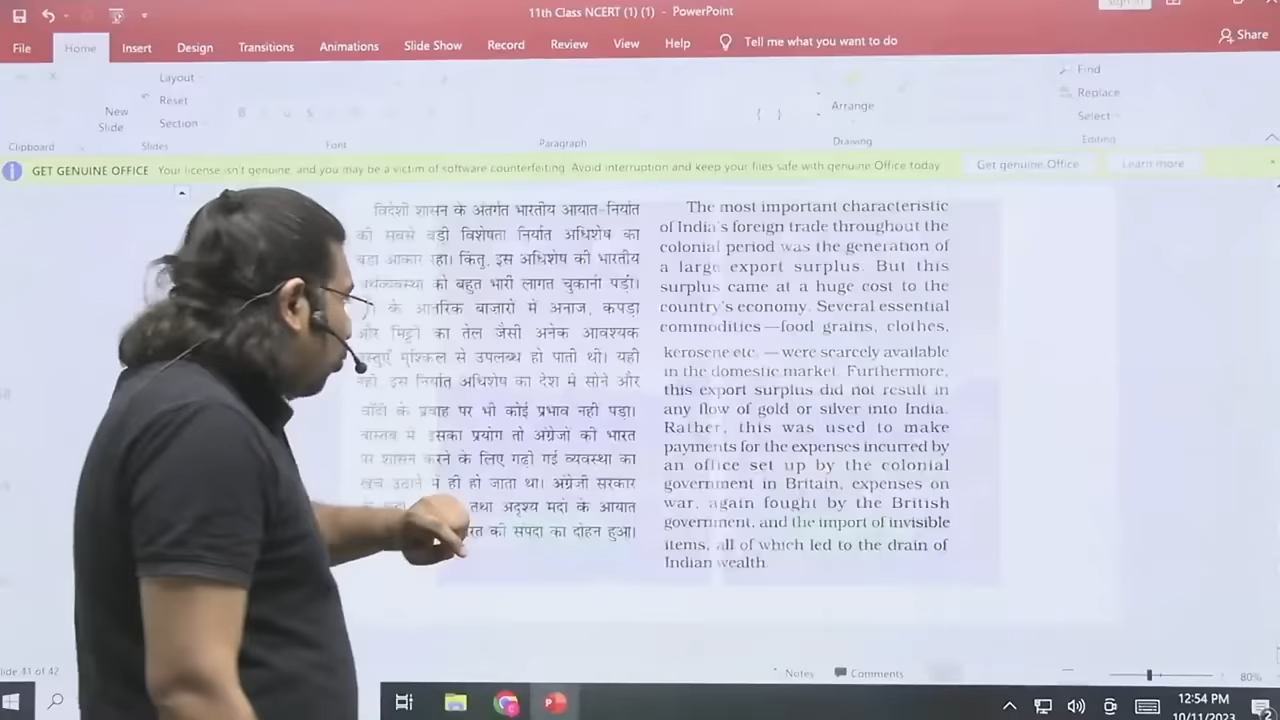 11th Class NCERT (1) (1) - PowerPoint
Sign in
File Home Insert Design Transitions Animations Slide Show Record Review View Help Tell me what you want to do Share
Layout
Reset
Section
New
Slide
Find
Replace
Select
Arrange
Clipboard Slides Font Paragraph Drawing Editing
GET GENUINE OFFICE Your license isn't genuine, and you may be a victim of software counterfeiting. Avoid interruption and keep your files safe with genuine Office today Get genuine Office Learn more
विदेशी शासन के अंतर्गत भारतीय आयात-निर्यात
की सबसे बड़ी विशेषता निर्यात अधिशेष का
बड़ा आकार रहा। किंतु, इस अधिशेष की भारतीय
को बहुत भारी लागत चुकानी पड़ी।
के आंतरिक बाज़ारों में अनाज, कपड़ा
और मिट्टी का तेल जैसी अनेक आवश्यक
मुश्किल से उपलब्ध हो पाती थीं। यही
नहीं, इस निर्यात अधिशेष का देश में सोने और
चाँदी के प्रवाह पर भी कोई प्रभाव नहीं पड़ा।
वास्तव में इसका प्रयोग तो अंग्रेज़ों की भारत
पर शासन करने के लिए गढ़ी गई व्यवस्था का
खर्च उठाने में ही हो जाता था। अंग्रेज़ी सरकार
तथा अदृश्य मदों के आयात
की संपदा का दोहन हुआ।
The most important characteristic
of India's foreign trade throughout the
colonial period was the generation of
a large export surplus. But this
surplus came at a huge cost to the
country's economy. Several essential
commodities—food grains, clothes,
kerosene etc. — were scarcely available
in the domestic market. Furthermore,
this export surplus did not result in
any flow of gold or silver into India.
Rather, this was used to make
payments for the expenses incurred by
an office set up by the colonial
government in Britain, expenses on
war, again fought by the British
government, and the import of invisible
items, all of which led to the drain of
Indian wealth.
41 of 42
Notes Comments 80%
12:54 PM
10/11/2023